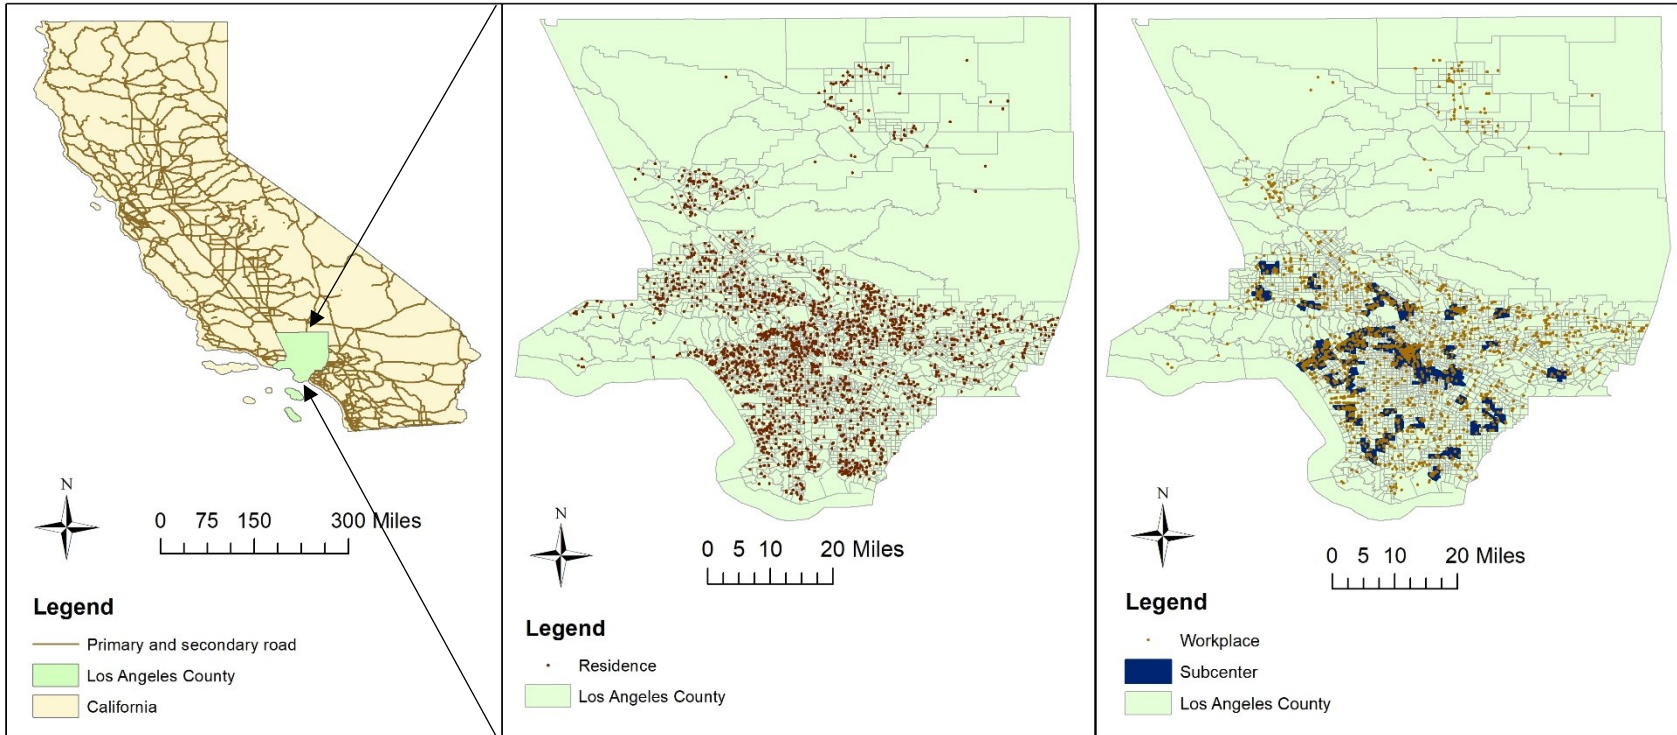 N
0 75 150 300 Miles
Legend
Primary and secondary road
Los Angeles County
California
N
0 5 10 20 Miles
Legend
Residence
Los Angeles County
N
0 5 10 20 Miles
Legend
Workplace
Subcenter
Los Angeles County